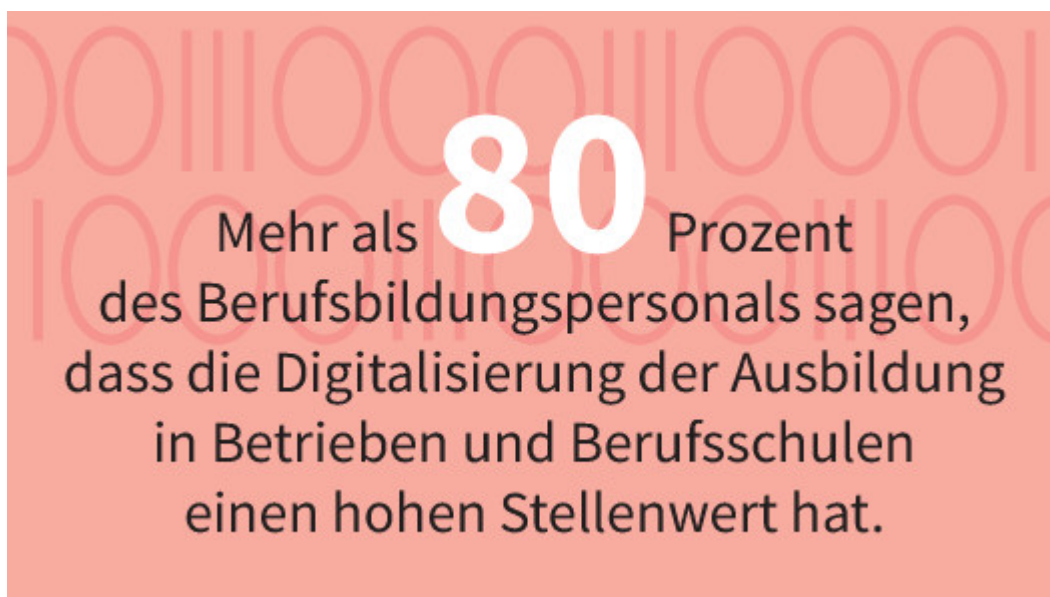 Mehr als 80 Prozent
des Berufsbildungspersonals sagen,
dass die Digitalisierung der Ausbildung
in Betrieben und Berufsschulen
einen hohen Stellenwert hat.